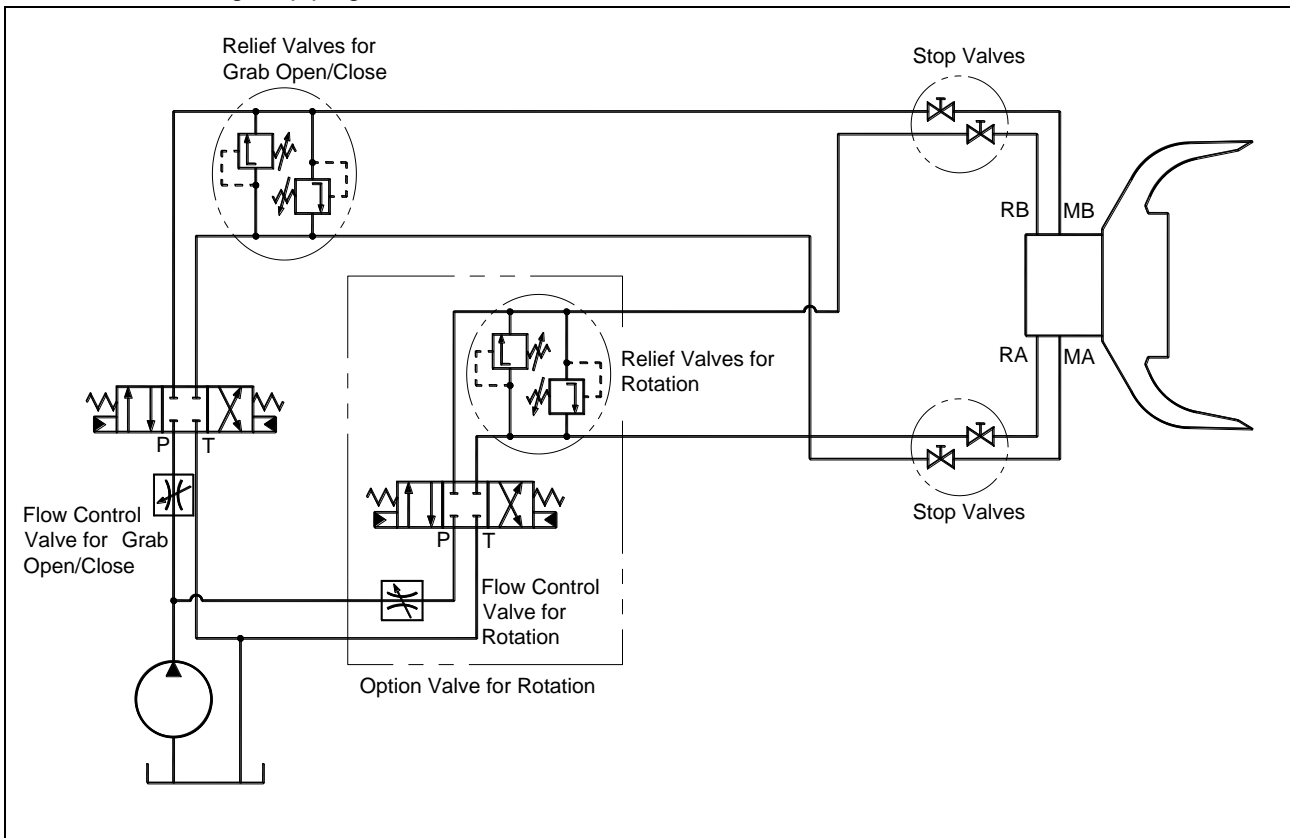 Relief Valves for
Grab Open/Close
Stop Valves
RB
MB
RA
MA
Relief Valves for
Rotation
P
T
Flow Control
Valve for Grab
Open/Close
Stop Valves
P
T
Flow Control
Valve for
Rotation
Option Valve for Rotation